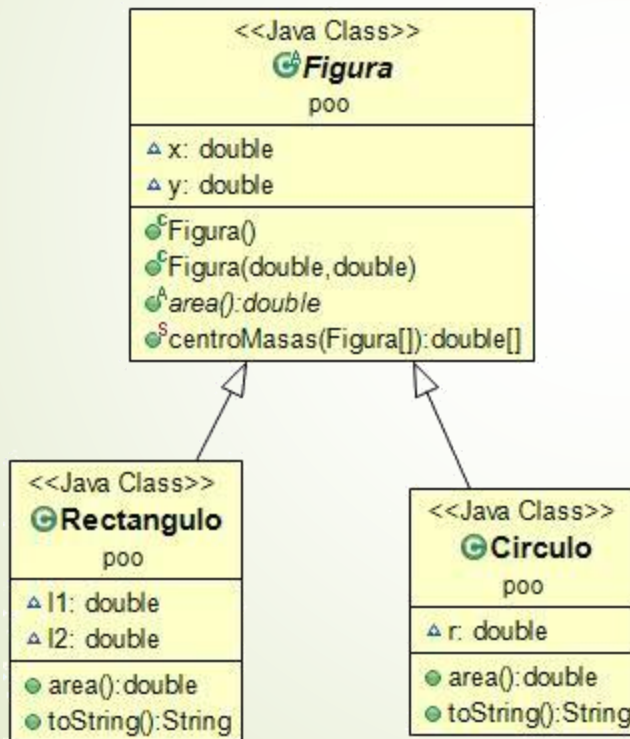 <<Java Class>>
Figura
poo
x: double
y: double
Figura()
Figura(double,double)
area():double
centroMasas(Figura[]):double[]
<<Java Class>>
Rectangulo
poo
l1: double
l2: double
area():double
toString():String
<<Java Class>>
Circulo
poo
r: double
area():double
toString():String